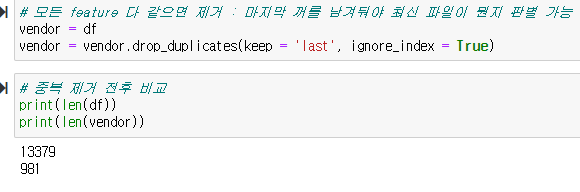 # 모든 feature 다 같으면 제거 : 마지막 꺼를 남겨둬야 최신 파일이 뭔지 판별 가능
vendor = df
vendor = vendor.drop_duplicates(keep = 'last', ignore_index = True)
# 중복 제거 전후 비교
print(len(df))
print(len(vendor))
13379
981